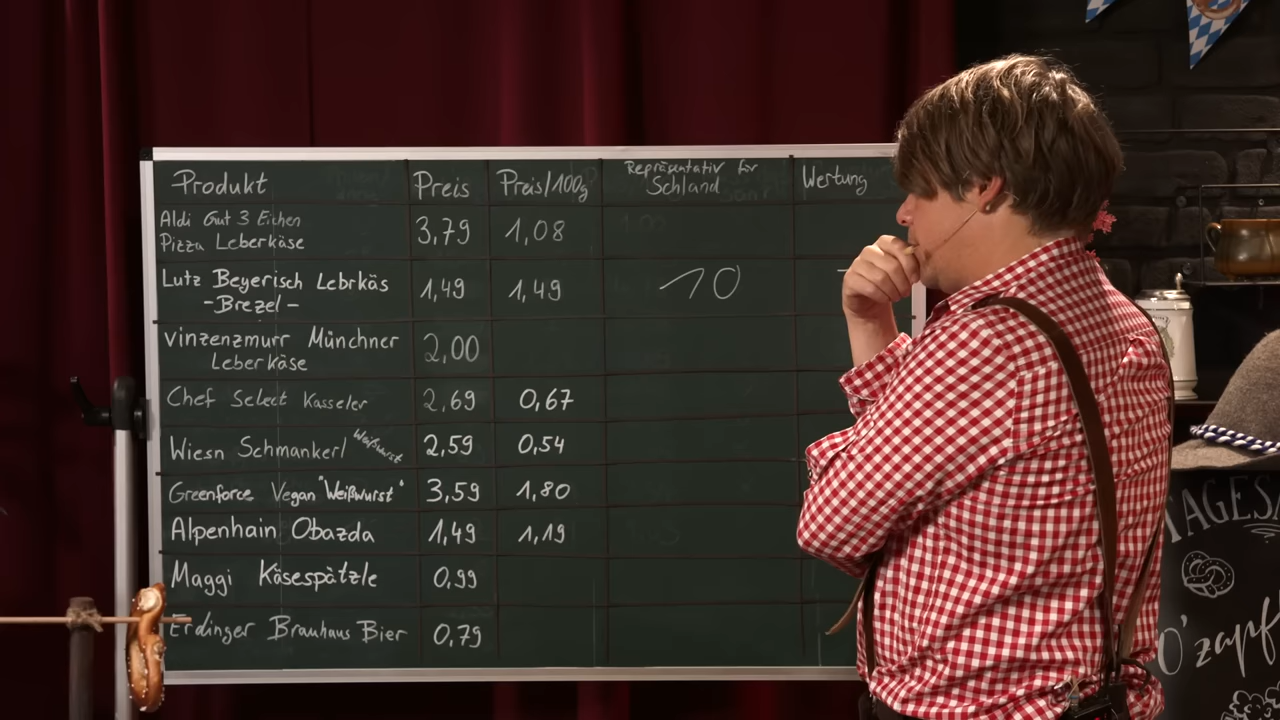 Produkt Preis Preis/100g Repräsentativ für Schland Wertung
Aldi Gut 3 Eichen
Pizza Leberkäse 3,79 1,08
Lutz Beyerisch Lebrkäs
-Brezel- 1,49 1,49 10
Vinzenzmurr Münchner
Leberkäse 2,00
Chef Select Kasseler 2,69 0,67
Wiesn Schmankerl Weißwurst 2,59 0,54
Greenforce Vegan "Weißwurst" 3,59 1,80
Alpenhain Obazda 1,49 1,19
Maggi Käsespätzle 0,99
Erdinger Brauhaus Bier 0,79
TAGES
O'zapf